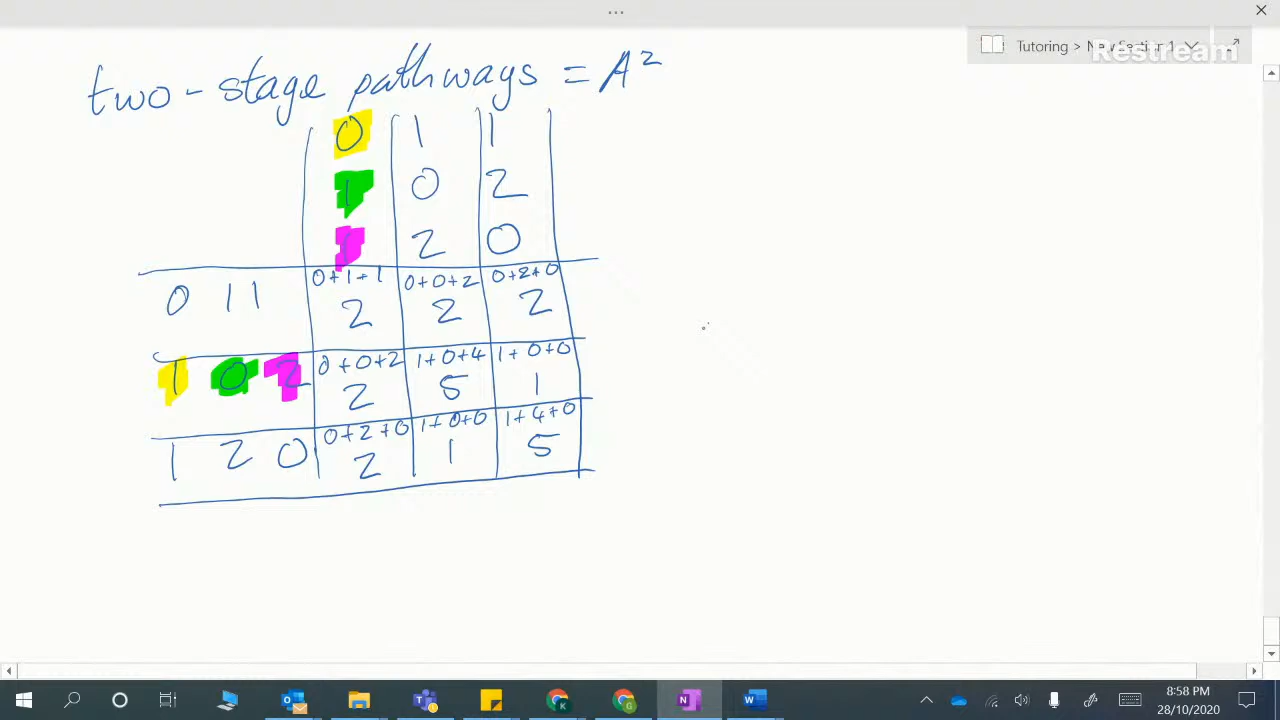 ...
Tutoring > New Section 1
Restream
two-stage pathways = A²
0 1 1
1 0 2
1 2 0
0+1+1 0+0+2 0+2+0
0 1 1 2 2 2
0+0+2 1+0+4 1+0+0
1 0 2 2 5 1
0+2+0 1+0+0 1+4+0
1 2 0 2 1 5
8:58 PM
28/10/2020